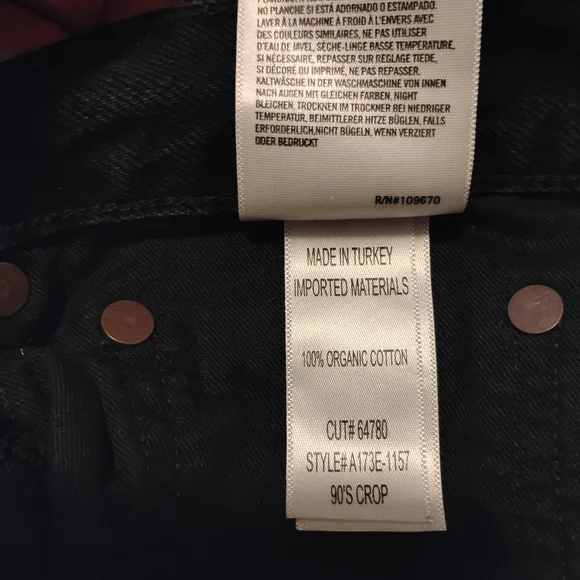 NO PLANCHE SI ESTÁ ADORNADO O ESTAMPADO.
LAVER À LA MACHINE À FROID À L'ENVERS AVEC
DES COULEURS SIMILAIRES, NE PAS UTILISER
D'EAU DE JAVEL, SÈCHE-LINGE BASSE TEMPERATURE,
SI NÉCESSAIRE, REPASSER SUR REGLAGE TIEDE,
SI DÉCORÉ OU IMPRIMÉ, NE PAS REPASSER.
KALTWÄSCHE IN DER WASCHMASCHINE VON INNEN
NACH AUßEN MIT GLEICHEN FARBEN, NIGHT
BLEICHEN, TROCKNEN IM TROCKNER BEI NIEDRIGER
TEMPERATUR, BEIMITLERER HITZE BÜGLEN, FALLS
ERFORDERLICH,NICHT BÜGELN, WENN VERZIERT
ODER BEDRUCKT
R/N#109670
MADE IN TURKEY
IMPORTED MATERIALS
100% ORGANIC COTTON
CUT# 64780
STYLE# A173E-1157
90'S CROP